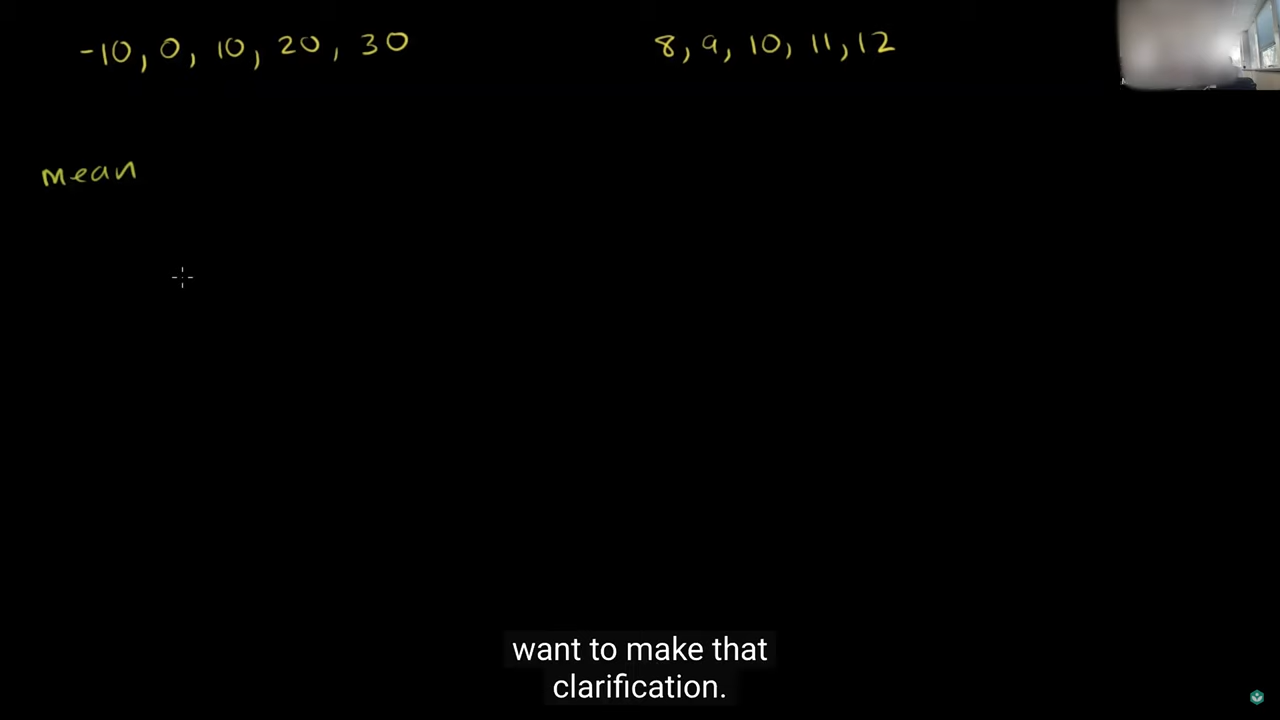 -10, 0, 10, 20, 30
8, 9, 10, 11, 12
mean
want to make that
clarification.